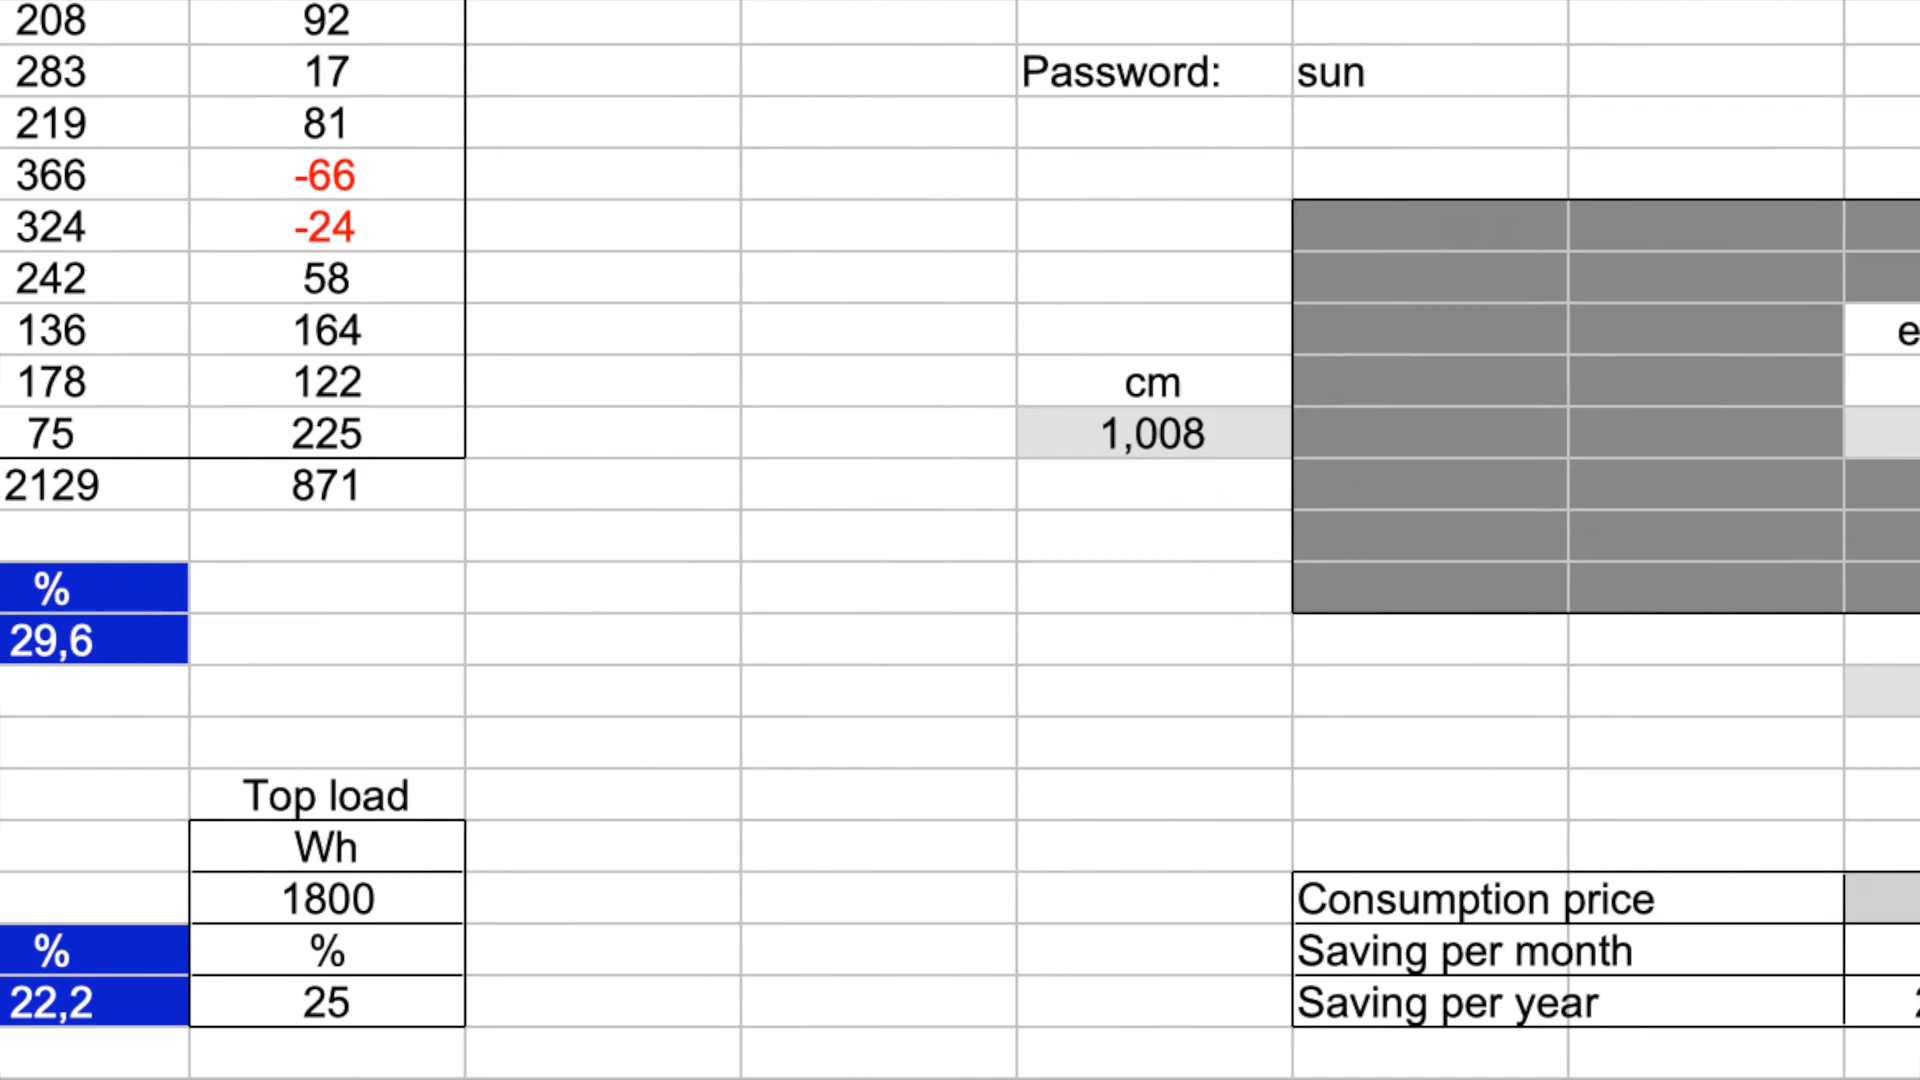 208 92
283 17 Password: sun
219 81
366 -66
324 -24
242 58
136 164 e
178 122 cm
75 225 1,008
2129 871
%
29,6
Top load
Wh
1800 Consumption price
% % Saving per month
22,2 25 Saving per year